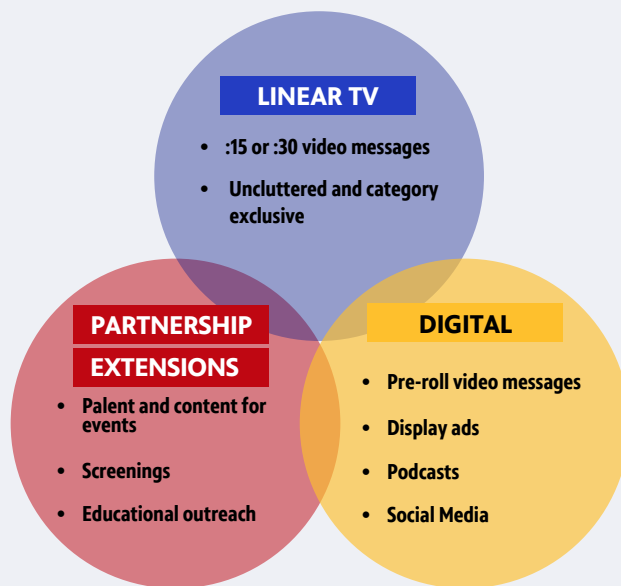 LINEAR TV
• :15 or :30 video messages
• Uncluttered and category
exclusive
PARTNERSHIP
EXTENSIONS
• Palent and content for
events
• Screenings
• Educational outreach
DIGITAL
• Pre-roll video messages
• Display ads
• Podcasts
• Social Media